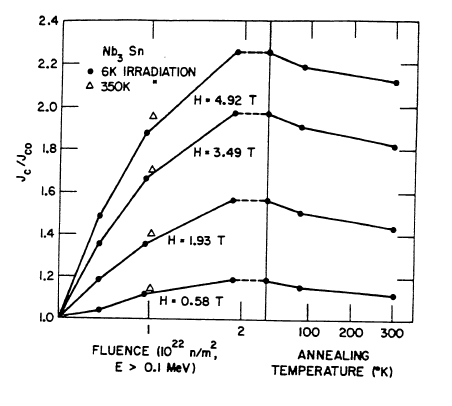 2.4
2.2
2.0
1.8
1.6
1.4
1.2
1.0
Jc/Jco
Nb3 Sn
● 6K IRRADIATION
△ 350K "
H = 4.92 T
H = 3.49 T
H = 1.93 T
H = 0.58 T
1 2 100 200 300
FLUENCE (10²² n/m²,
E > 0.1 MeV)
ANNEALING
TEMPERATURE (°K)